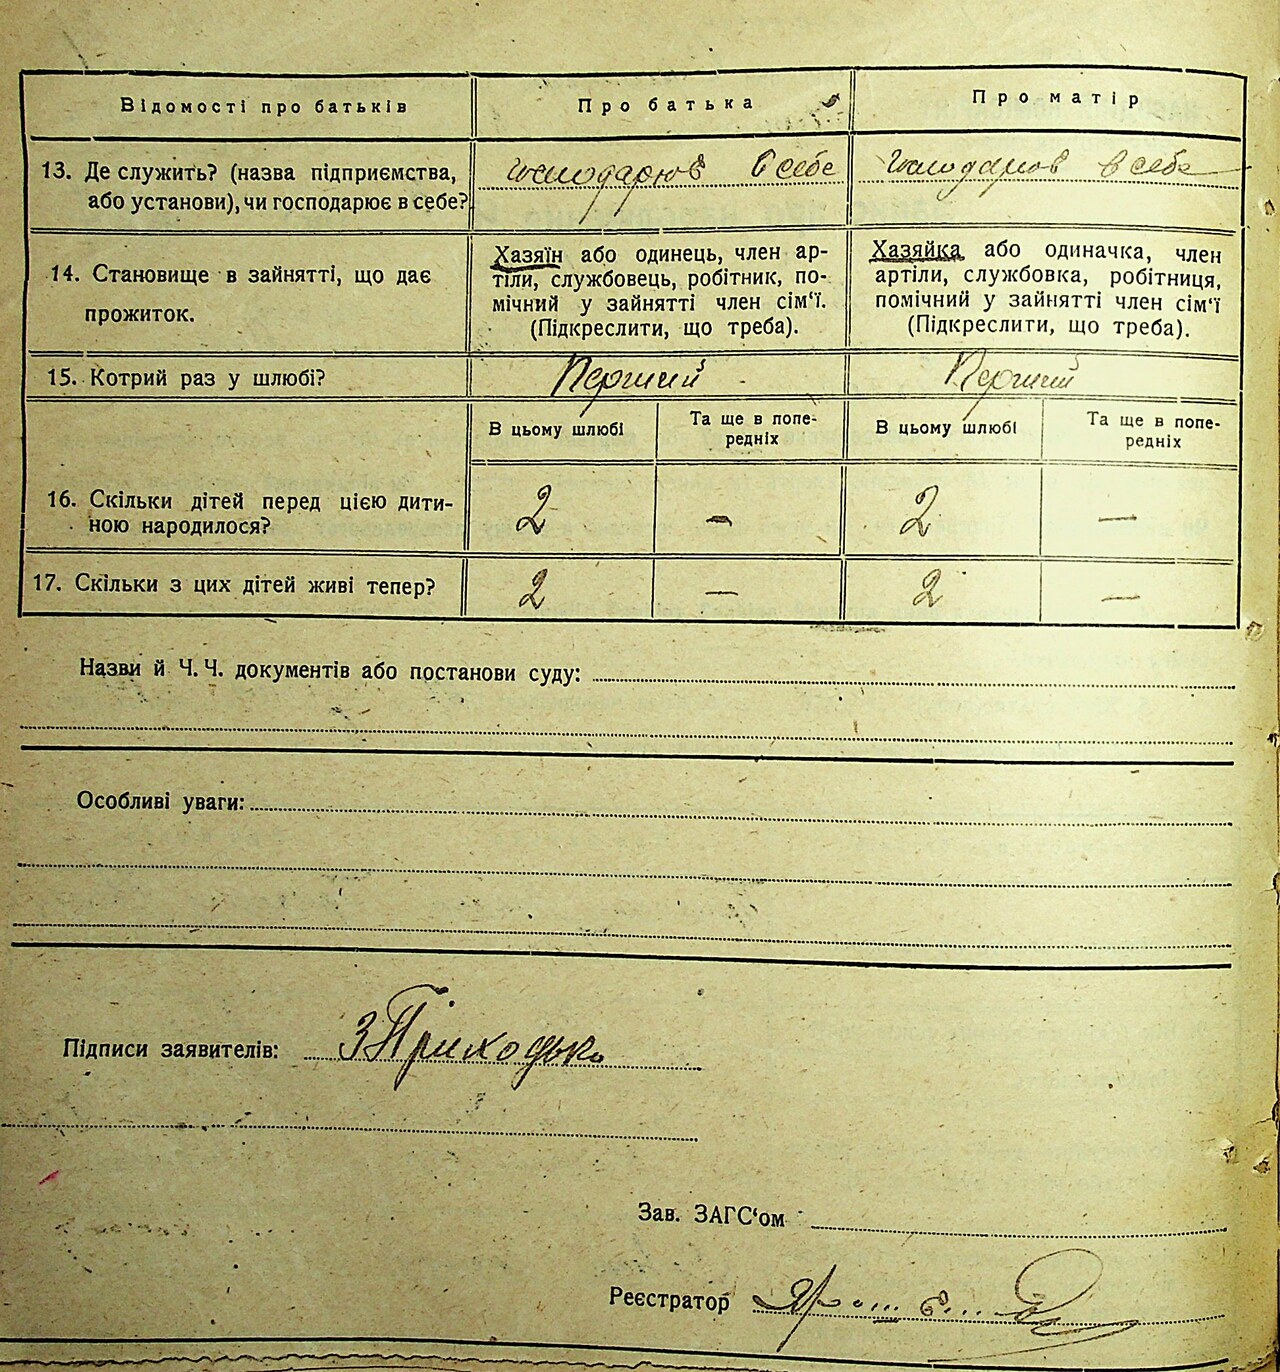 Відомості про батьків Про батька Про матір
13. Де служить? (назва підприємства,
або установи), чи господарює в себе?
господарює в себе в себе
14. Становище в зайнятті, що дає
прожиток.
Хазяїн або одинець, член ар-
тіли, службовець, робітник, по-
мічний у зайнятті член сім'ї.
(Підкреслити, що треба).
Хазяйка або одиначка, член
артіли, службовка, робітниця,
помічний у зайнятті член сім'ї
(Підкреслити, що треба).
15. Котрий раз у шлюбі? Перший Перший
В цьому шлюбі
Та ще в попе-
редніх
В цьому шлюбі
Та ще в попе-
редніх
16. Скільки дітей перед цією дити-
ною народилося?
2 – 2 –
17. Скільки з цих дітей живі тепер? 2 – 2 –
Назви й Ч. Ч. документів або постанови суду:
Особливі уваги:
Підписи заявителів: З Приходько
Зав. ЗАГС'ом
Реєстратор